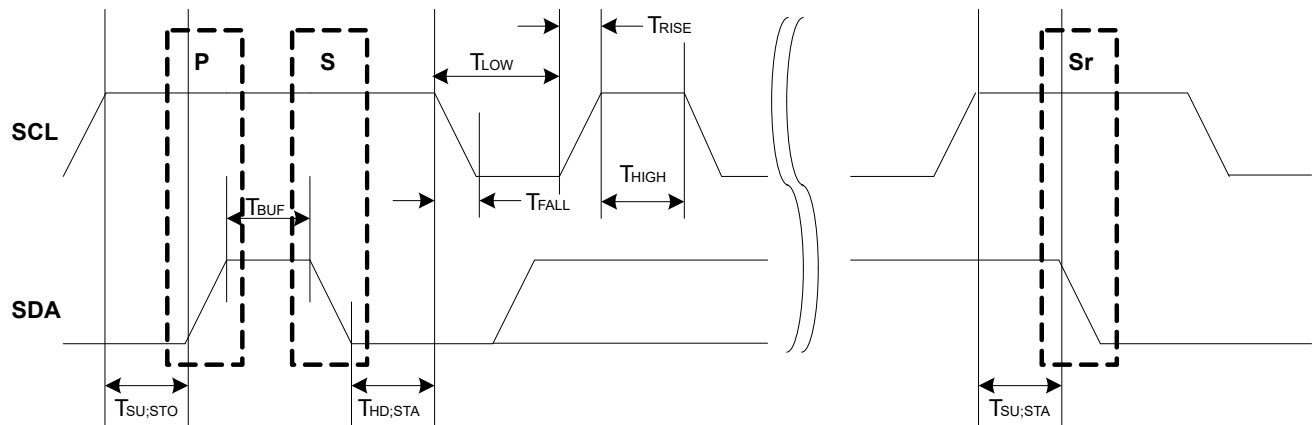 P
S
TRISE
Sr
TLOW
SCL
THIGH
TBUF
TFALL
SDA
TSU;STO
THD;STA
TSU;STA